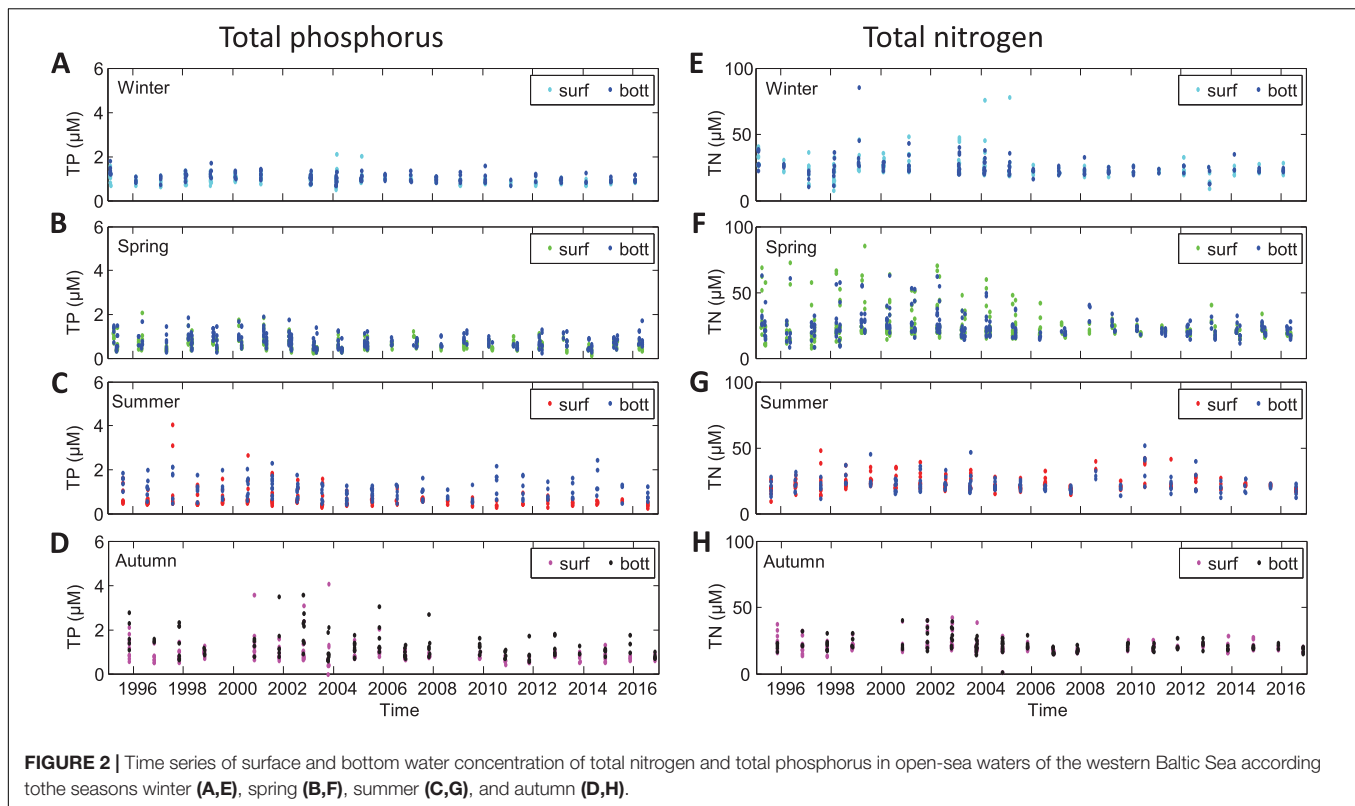 Total phosphorus
Total nitrogen
A
6
4
2
0
TP (µM)
Winter
surf bott
B
6
4
2
0
TP (µM)
Spring
surf bott
C
6
4
2
0
TP (µM)
Summer
surf bott
D
6
4
2
0
TP (µM)
Autumn
surf bott
1996 1998 2000 2002 2004 2006 2008 2010 2012 2014 2016
Time
E
100
50
0
TN (µM)
Winter
surf bott
F
100
50
0
TN (µM)
Spring
surf bott
G
100
50
0
TN (µM)
Summer
surf bott
H
100
50
0
TN (µM)
Autumn
surf bott
1996 1998 2000 2002 2004 2006 2008 2010 2012 2014 2016
Time
FIGURE 2 | Time series of surface and bottom water concentration of total nitrogen and total phosphorus in open-sea waters of the western Baltic Sea according
tothe seasons winter (A,E), spring (B,F), summer (C,G), and autumn (D,H).